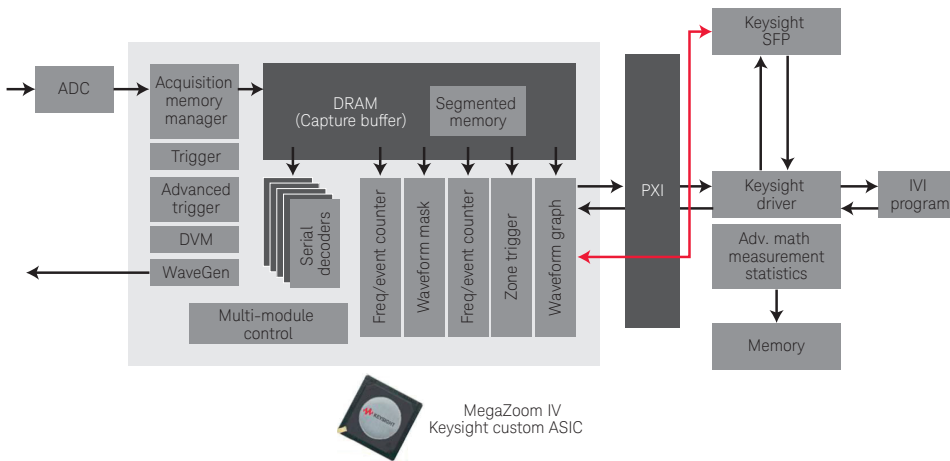 Keysight
SFP
ADC
Acquisition
memory
manager
DRAM
(Capture buffer)
Segmented
memory
Trigger
Advanced
trigger
DVM
WaveGen
Serial
decoders
Freq/event counter
Waveform mask
Freq/event counter
Zone trigger
Waveform graph
Multi-module
control
PXI
Keysight
driver
IVI
program
Adv. math
measurement
statistics
Memory
KEYSIGHT
MegaZoom IV
Keysight custom ASIC